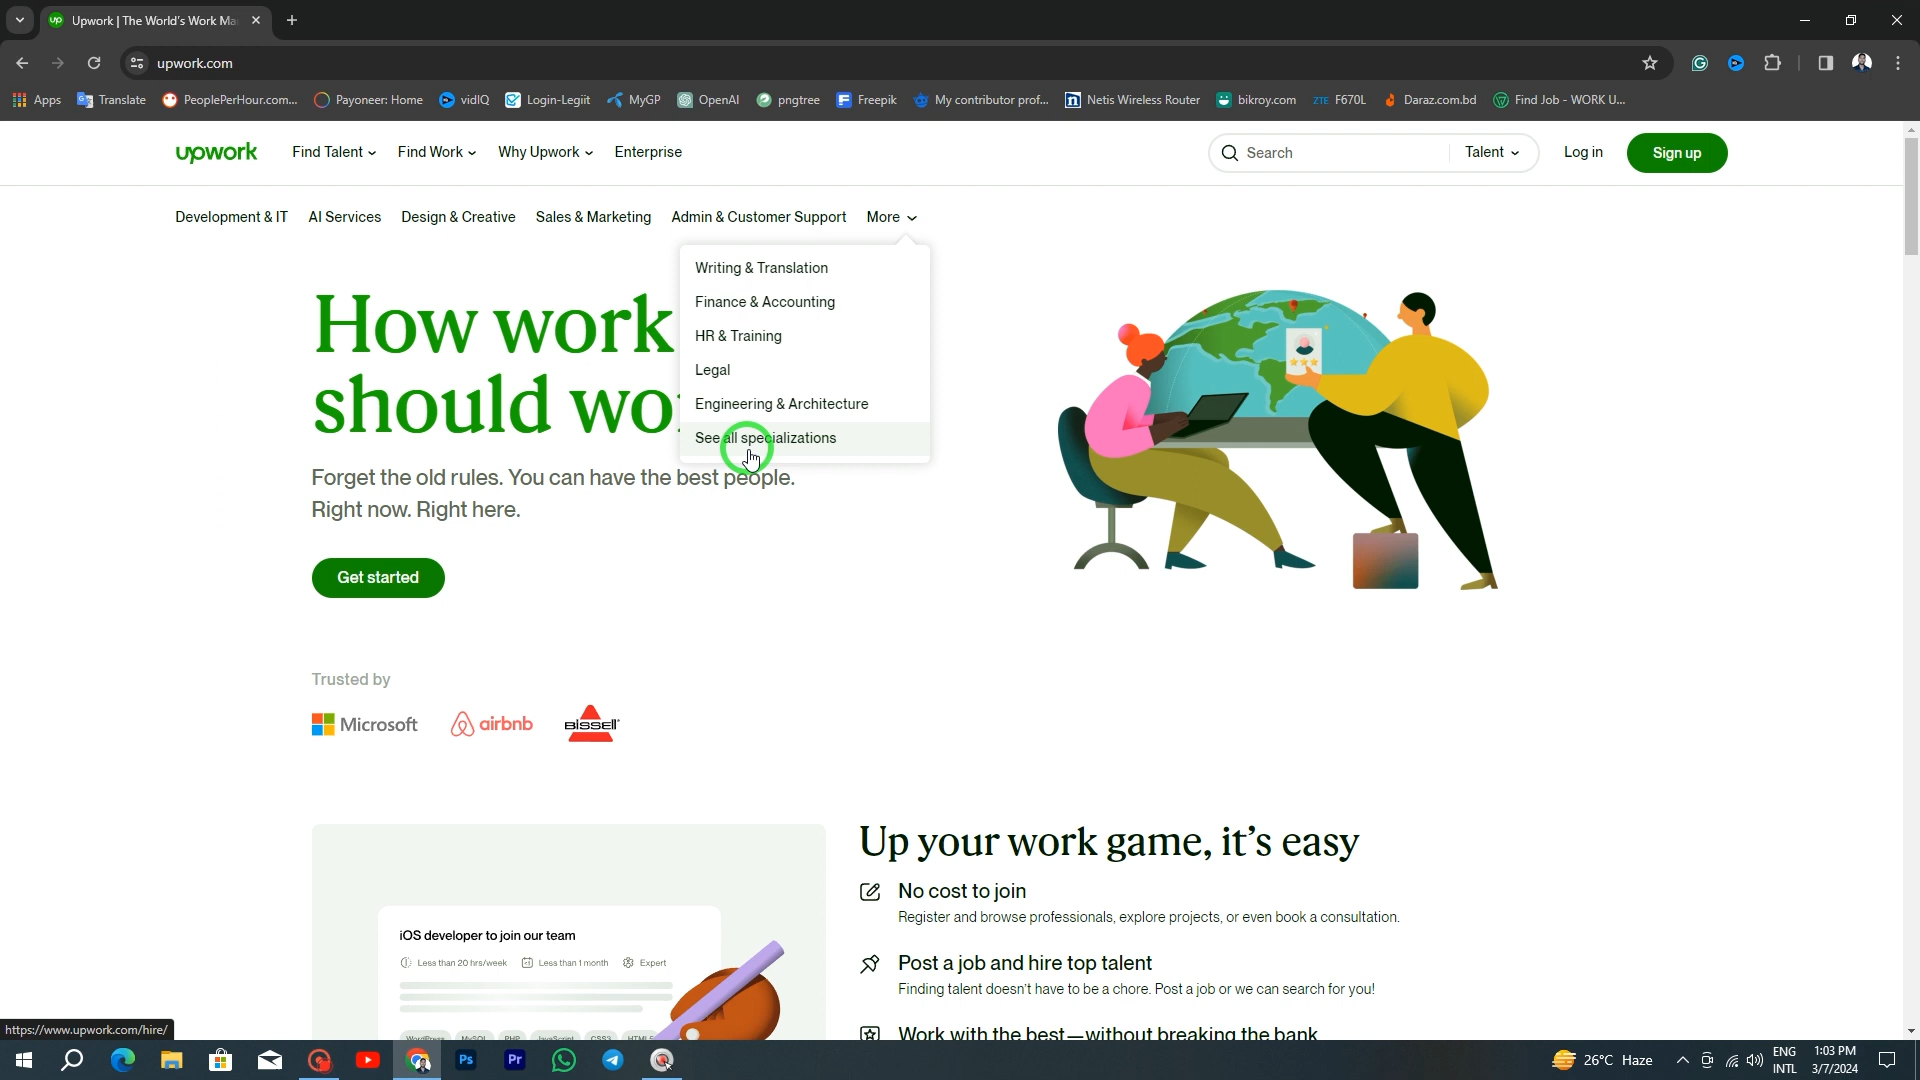 Upwork | The World's Work Ma
upwork.com
Apps
Translate
PeoplePerHour.com...
Payoneer: Home
vidIQ
Login-Legiit
MyGP
OpenAI
pngtree
Freepik
My contributor prof...
Netis Wireless Router
bikroy.com
ZTE F670L
Daraz.com.bd
Find Job - WORK U...
upwork
Find Talent
Find Work
Why Upwork
Enterprise
Search
Talent
Log in
Sign up
Development & IT
AI Services
Design & Creative
Sales & Marketing
Admin & Customer Support
More
Writing & Translation
Finance & Accounting
HR & Training
Legal
Engineering & Architecture
See all specializations
How work
should wo
Forget the old rules. You can have the best people.
Right now. Right here.
Get started
Trusted by
Microsoft
airbnb
BISSELL
Up your work game, it's easy
No cost to join
Register and browse professionals, explore projects, or even book a consultation.
Post a job and hire top talent
Finding talent doesn't have to be a chore. Post a job or we can search for you!
Work with the best—without breaking the bank
iOS developer to join our team
Less than 20 hrs/week
Less than 1 month
Expert
WordPress
MySQL
PHP
JavaScript
CSS3
HTML5
https://www.upwork.com/hire/
Ps
Pr
26°C Haze
ENG
INTL
1:03 PM
3/7/2024